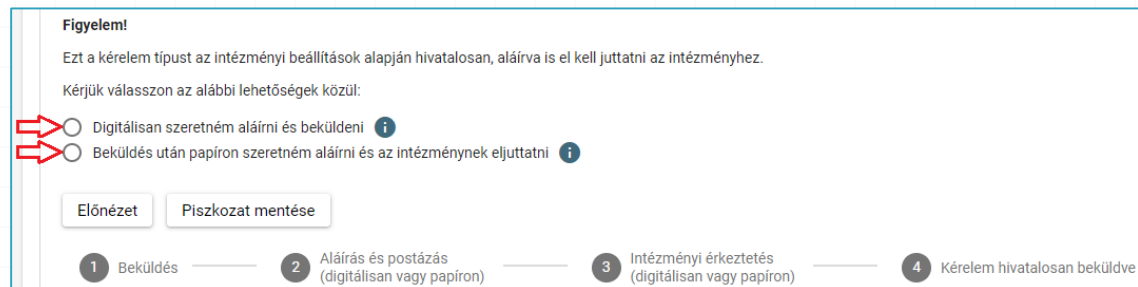 Figyelem!
Ezt a kérelem típust az intézményi beállítások alapján hivatalosan, aláírva is el kell juttatni az intézményhez.
Kérjük válasszon az alábbi lehetőségek közül:
Digitálisan szeretném aláírni és beküldeni i
Beküldés után papíron szeretném aláírni és az intézménynek eljuttatni i
Előnézet Piszkozat mentése
1 Beküldés 2 Aláírás és postázás 3 Intézményi érkeztetés 4 Kérelem hivatalosan beküldve
(digitálisan vagy papíron) (digitálisan vagy papíron)